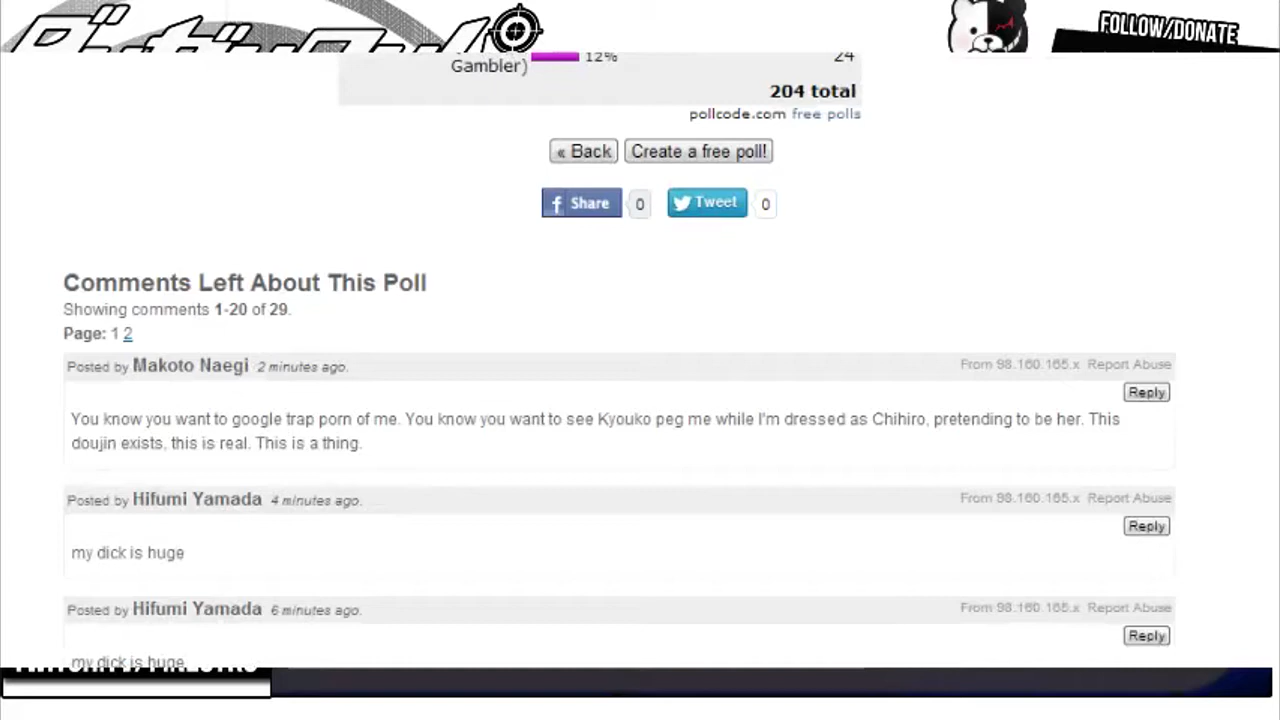 FOLLOW/DONATE
Gambler)
12%
24
204 total
pollcode.com free polls
« Back
Create a free poll!
Share
0
Tweet
0
Comments Left About This Poll
Showing comments 1-20 of 29.
Page: 1 2
Posted by Makoto Naegi 2 minutes ago.
From 98.160.165.x Report Abuse
Reply
You know you want to google trap porn of me. You know you want to see Kyouko peg me while I'm dressed as Chihiro, pretending to be her. This
doujin exists, this is real. This is a thing.
Posted by Hifumi Yamada 4 minutes ago.
From 98.160.165.x Report Abuse
Reply
my dick is huge
Posted by Hifumi Yamada 6 minutes ago.
From 98.160.165.x Report Abuse
Reply
my dick is huge